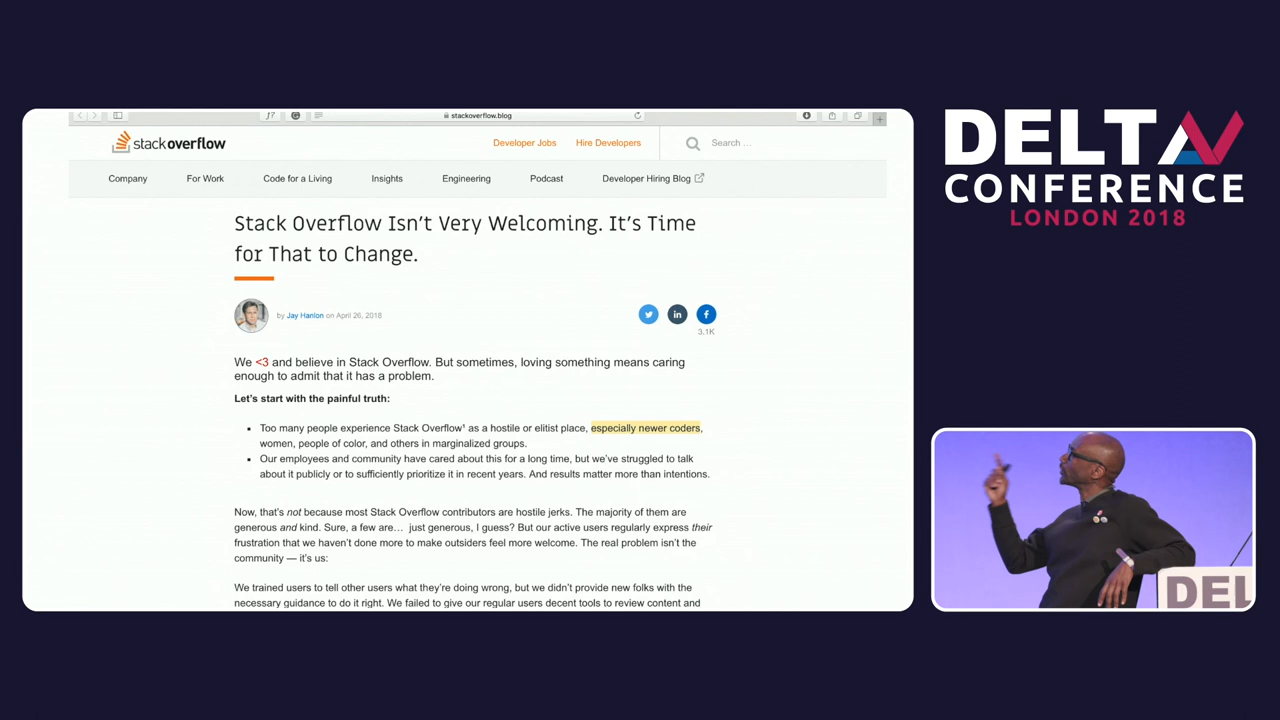 stackoverflow.blog
stackoverflow
Developer Jobs
Hire Developers
Search ...
Company
For Work
Code for a Living
Insights
Engineering
Podcast
Developer Hiring Blog
Stack Overflow Isn't Very Welcoming. It's Time
for That to Change.
by Jay Hanlon on April 26, 2018
3.1K
We <3 and believe in Stack Overflow. But sometimes, loving something means caring
enough to admit that it has a problem.
Let's start with the painful truth:
Too many people experience Stack Overflow¹ as a hostile or elitist place, especially newer coders,
women, people of color, and others in marginalized groups.
Our employees and community have cared about this for a long time, but we've struggled to talk
about it publicly or to sufficiently prioritize it in recent years. And results matter more than intentions.
Now, that's not because most Stack Overflow contributors are hostile jerks. The majority of them are
generous and kind. Sure, a few are… just generous, I guess? But our active users regularly express their
frustration that we haven't done more to make outsiders feel more welcome. The real problem isn't the
community — it's us:
We trained users to tell other users what they're doing wrong, but we didn't provide new folks with the
necessary guidance to do it right. We failed to give our regular users decent tools to review content and
DELTA V
CONFERENCE
LONDON 2018
DEL